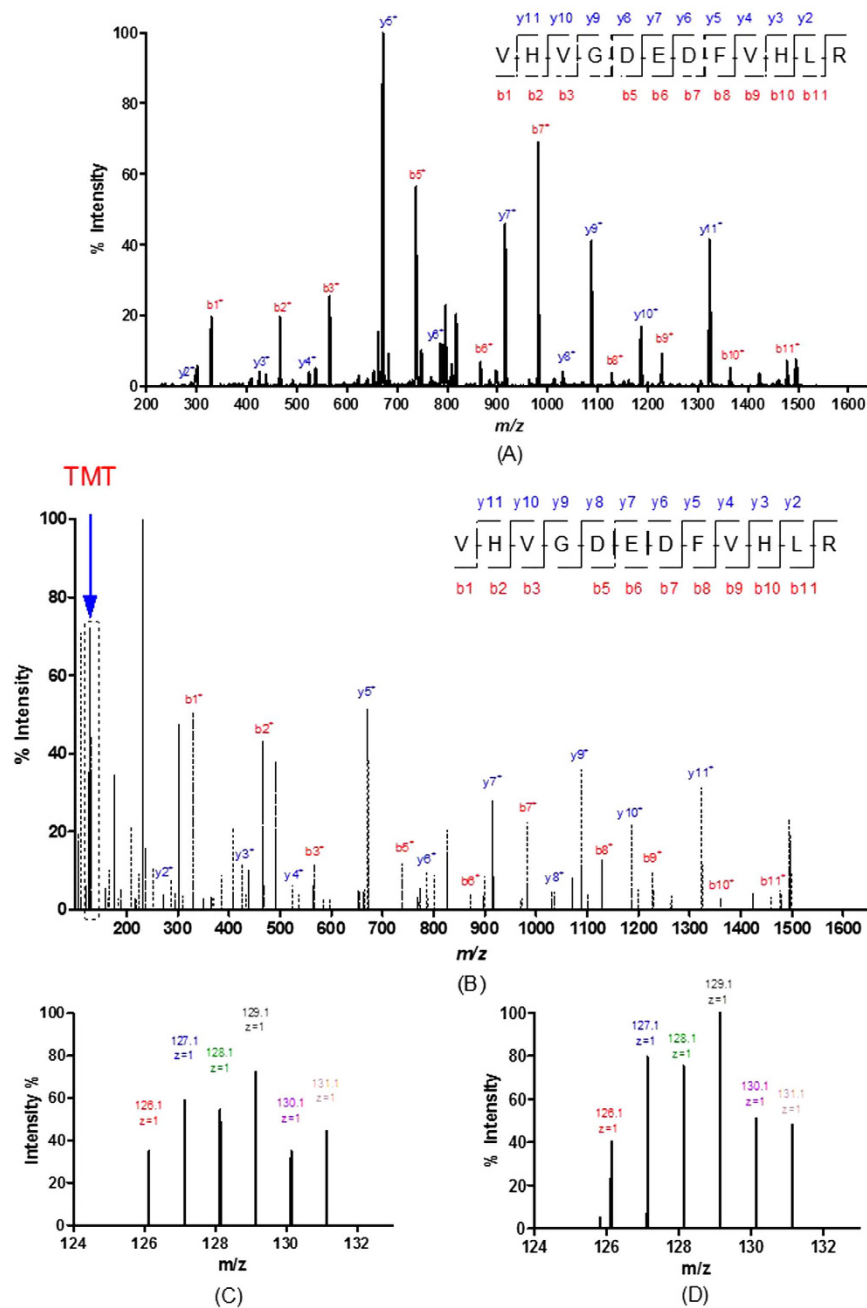 y11 y10 y9 y8 y7 y6 y5 y4 y3 y2
V H V G D E D F V H L R
b1 b2 b3 b5 b6 b7 b8 b9 b10 b11
y5+
b7+
b5+
y7+
y9+
y11+
b3+
b1+
b2+
y10+
y6+
b9+
b6+
y8+
y2+
y3+
y4+
b8+
b10+
b11+
100
80
60
40
20
0
% Intensity
200 300 400 500 600 700 800 900 1000 1100 1200 1300 1400 1500 1600
m/z
(A)
TMT
y11 y10 y9 y8 y7 y6 y5 y4 y3 y2
V H V G D E D F V H L R
b1 b2 b3 b5 b6 b7 b8 b9 b10 b11
b1+
y5+
b2+
y9+
y7+
y11+
b7+
y10+
y2+
y3+
y4+
b3+
b5+
y6+
b6+
y8+
b8+
b9+
b10+
b11+
100
80
60
40
20
0
% Intensity
200 300 400 500 600 700 800 900 1000 1100 1200 1300 1400 1500 1600
m/z
(B)
100
80
60
40
20
0
Intensity %
126.1
z=1
127.1
z=1
128.1
z=1
129.1
z=1
130.1
z=1
131.1
z=1
124 126 128 130 132
m/z
(C)
100
80
60
40
20
0
% Intensity
126.1
z=1
127.1
z=1
128.1
z=1
129.1
z=1
130.1
z=1
131.1
z=1
124 126 128 130 132
m/z
(D)